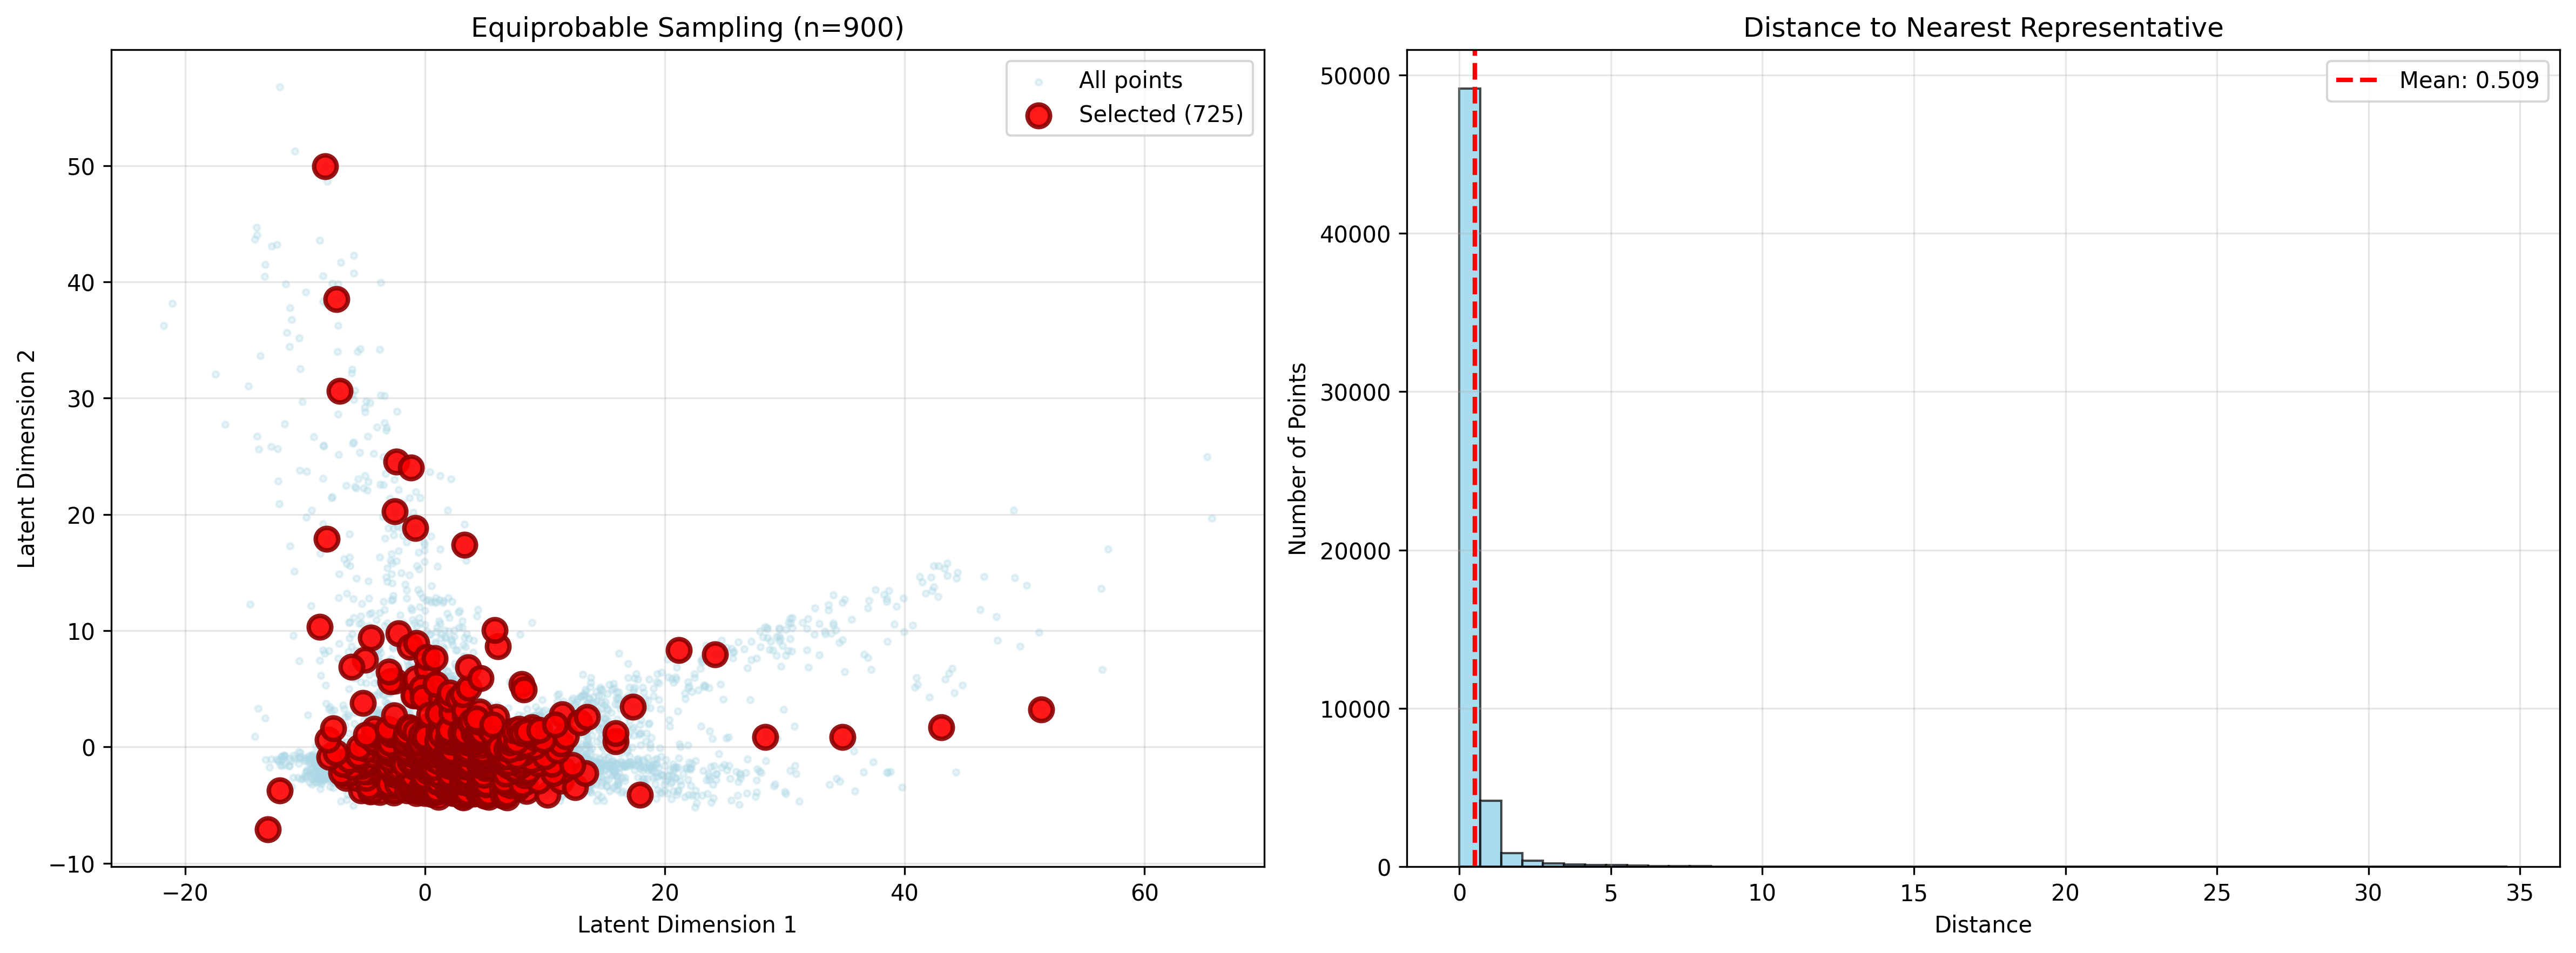 Equiprobable Sampling (n=900)
All points
Selected (725)
50
40
30
20
10
0
−10
Latent Dimension 2
−20
0
20
40
60
Latent Dimension 1
Distance to Nearest Representative
Mean: 0.509
50000
40000
30000
20000
10000
0
Number of Points
0
5
10
15
20
25
30
35
Distance